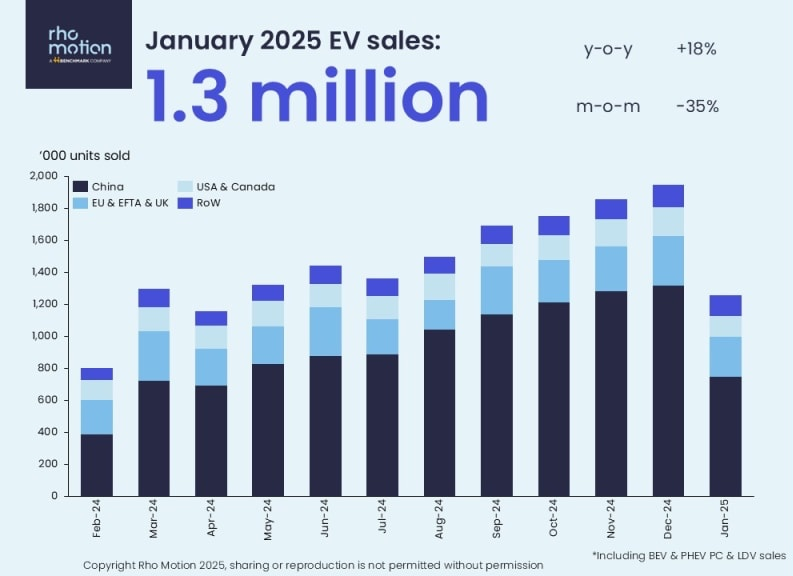 rho
motion
A BENCHMARK COMPANY
January 2025 EV sales:
1.3 million
y-o-y +18%
m-o-m -35%
‘000 units sold
2,000
1,800
1,600
1,400
1,200
1,000
800
600
400
200
0
China
USA & Canada
EU & EFTA & UK
RoW
Feb-24
Mar-24
Apr-24
May-24
Jun-24
Jul-24
Aug-24
Sep-24
Oct-24
Nov-24
Dec-24
Jan-25
*Including BEV & PHEV PC & LDV sales
Copyright Rho Motion 2025, sharing or reproduction is not permitted without permission